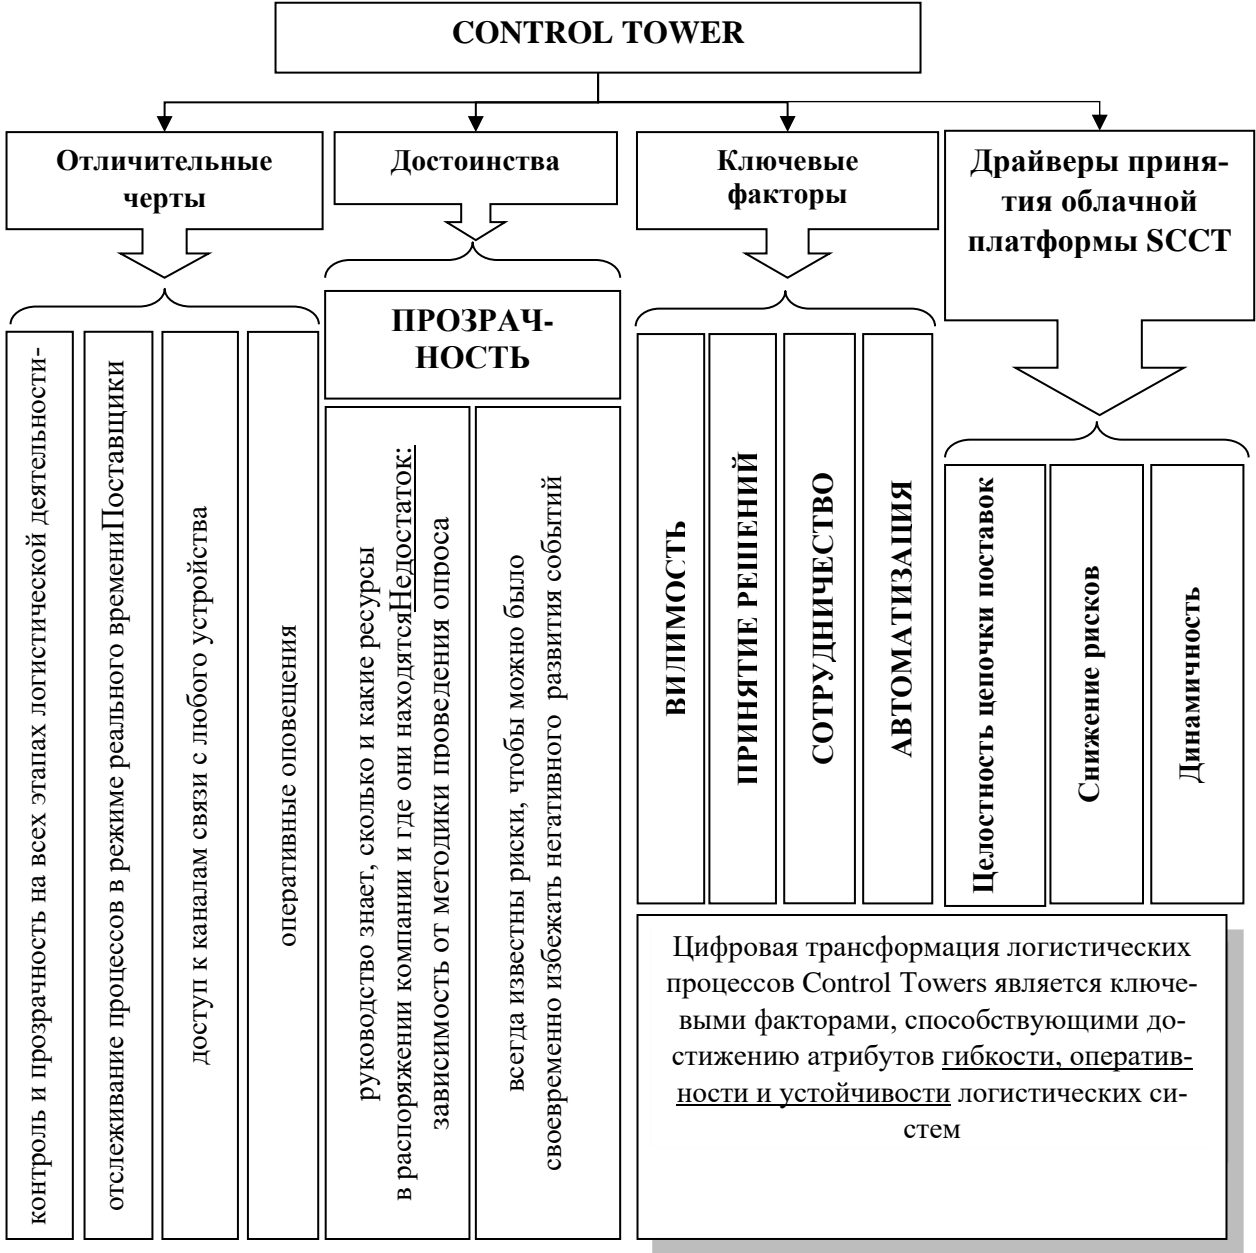 CONTROL TOWER
Отличительные
черты
Достоинства
Ключевые
факторы
Драйверы приня-
тия облачной
платформы SCCT
контроль и прозрачность на всех этапах логистической деятельности-
отслеживание процессов в режиме реального времениПоставщики
доступ к каналам связи с любого устройства
оперативные оповещения
ПРОЗРАЧ-
НОСТЬ
руководство знает, сколько и какие ресурсы
в распоряжении компании и где они находятсяНедостаток:
зависимость от методики проведения опроса
всегда известны риски, чтобы можно было
своевременно избежать негативного развития событий
ВИЛИМОСТЬ
ПРИНЯТИЕ РЕШЕНИЙ
СОТРУДНИЧЕСТВО
АВТОМАТИЗАЦИЯ
Целостность цепочки поставок
Снижение рисков
Динамичность
Цифровая трансформация логистических
процессов Control Towers является ключе-
выми факторами, способствующими до-
стижению атрибутов гибкости, оператив-
ности и устойчивости логистических си-
стем